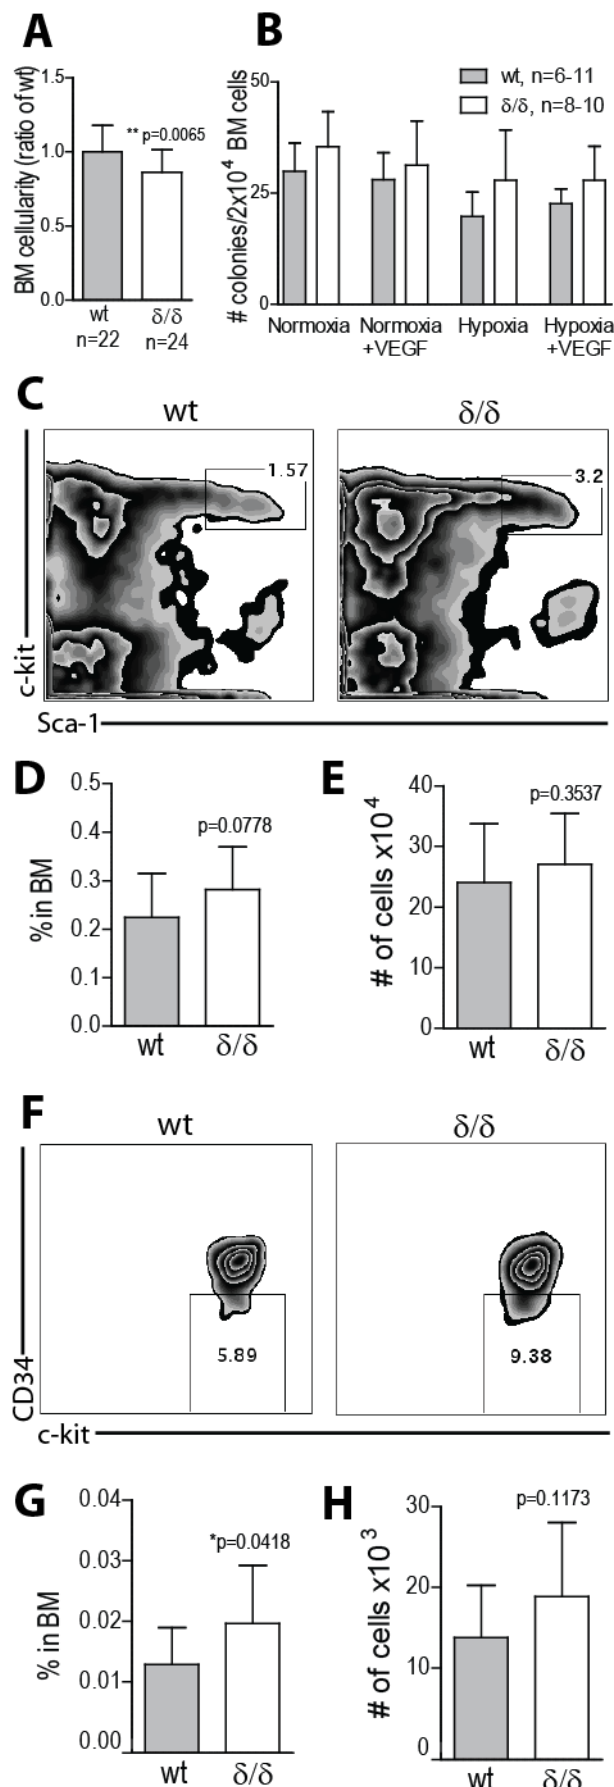 A
BM cellularity (ratio of wt)
1.5
1.0
0.5
0.0
** p=0.0065
wt
n=22
δ/δ
n=24
B
# colonies/2x10⁴ BM cells
50
25
0
wt, n=6-11
δ/δ, n=8-10
Normoxia
Normoxia
+VEGF
Hypoxia
Hypoxia
+VEGF
C
wt
δ/δ
1.57
3.2
c-kit
Sca-1
D
% in BM
0.5
0.4
0.3
0.2
0.1
0.0
p=0.0778
wt
δ/δ
E
# of cells x10⁴
40
30
20
10
0
p=0.3537
wt
δ/δ
F
wt
δ/δ
5.89
9.38
CD34
c-kit
G
% in BM
0.04
0.03
0.02
0.01
0.00
*p=0.0418
wt
δ/δ
H
# of cells x10³
30
20
10
0
p=0.1173
wt
δ/δ